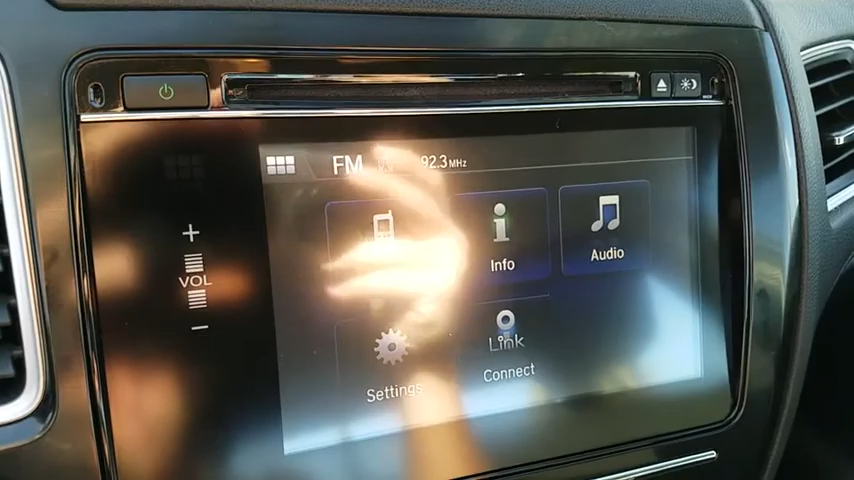 FM 92.3 MHz
+
VOL
−
Info
Audio
Settings
Link
Connect